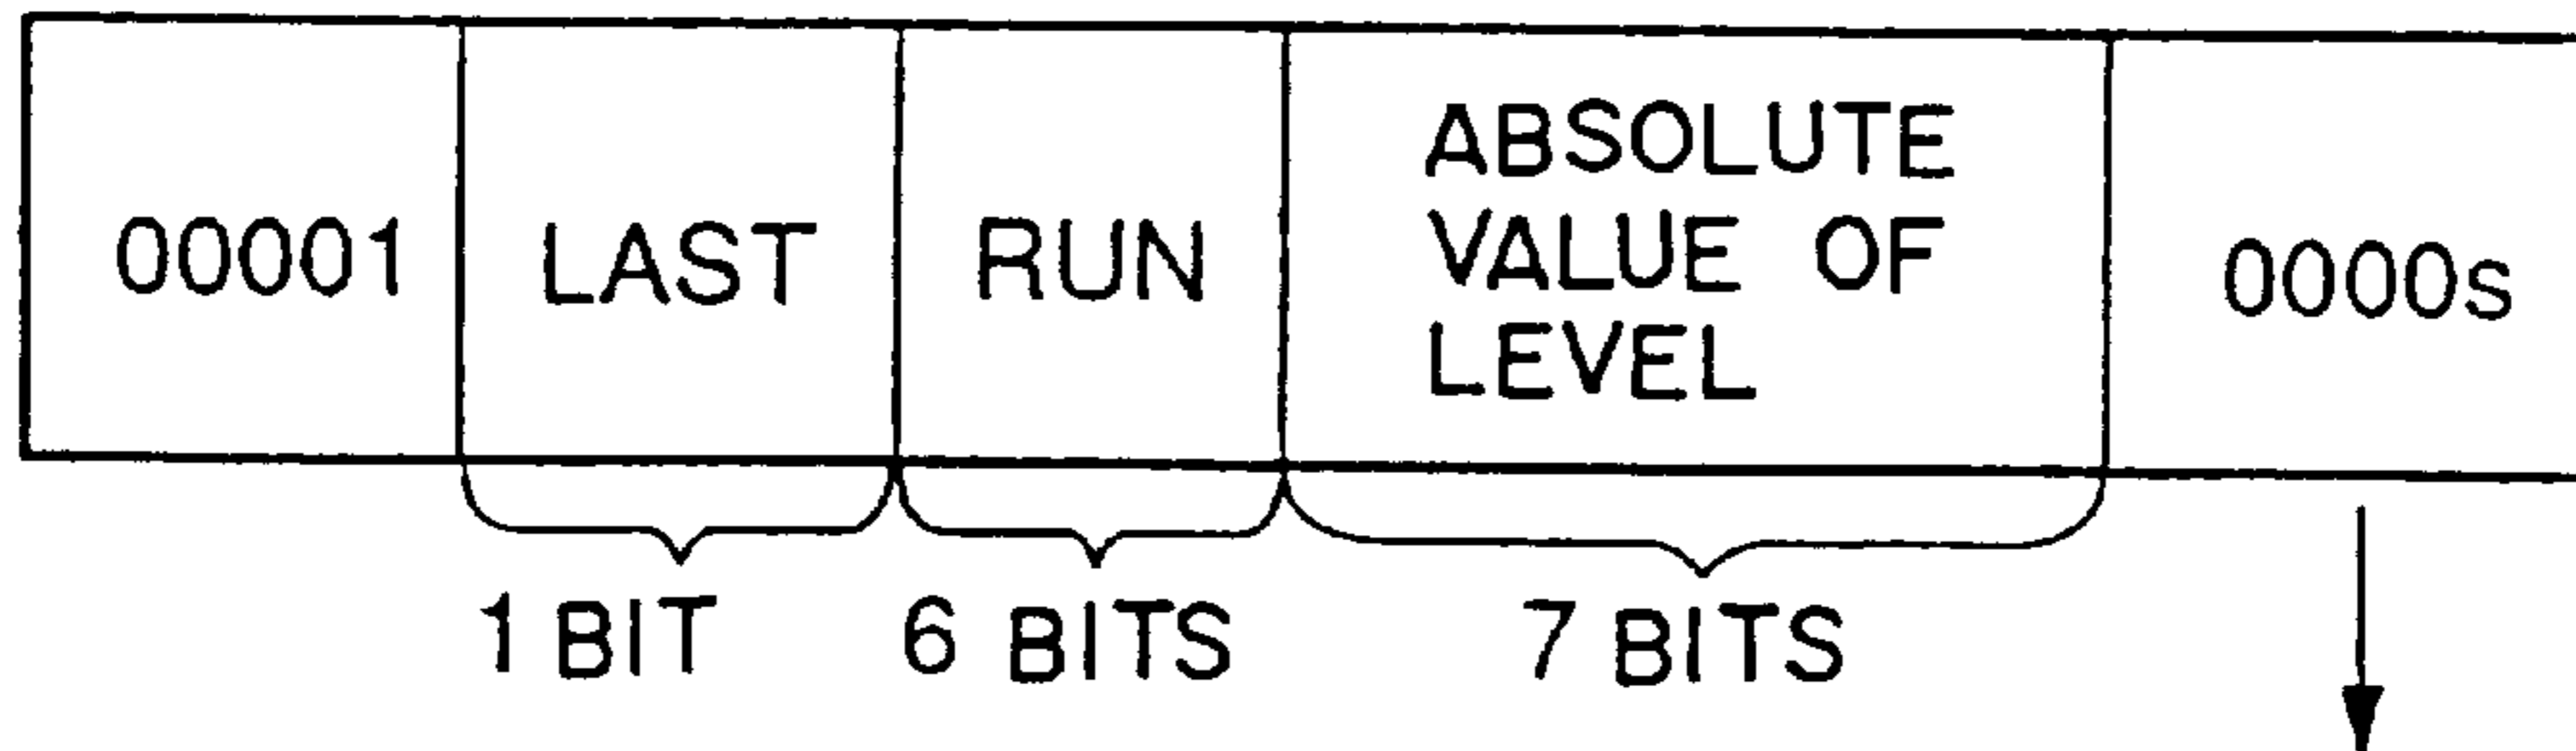 00001 LAST RUN ABSOLUTE VALUE OF LEVEL 0000s
1 BIT 6 BITS 7 BITS